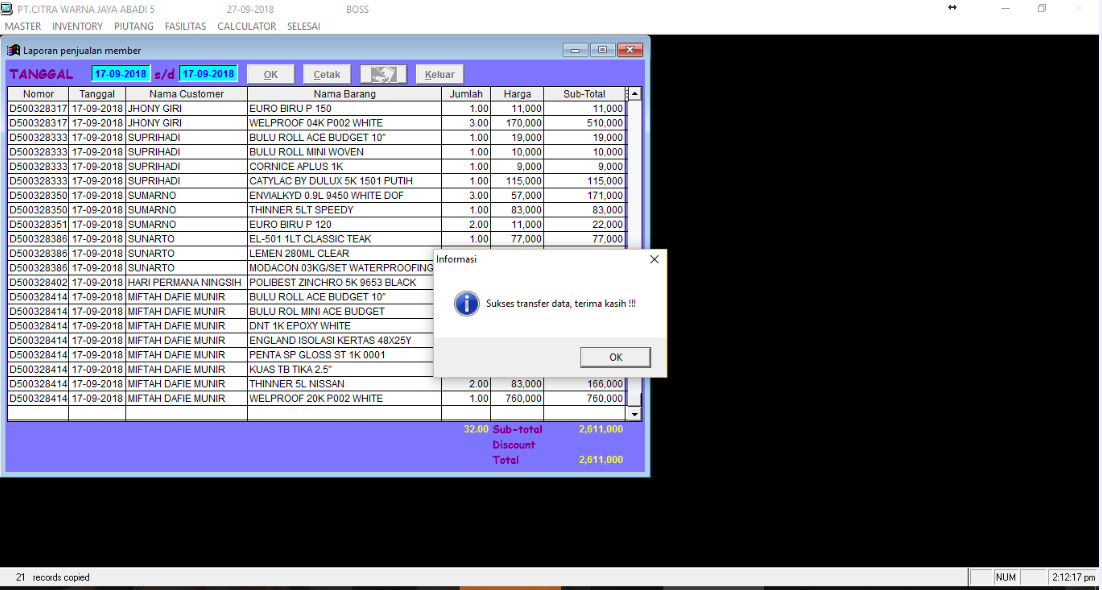 PT.CITRA WARNA JAYA ABADI 5 27-09-2018 BOSS
MASTER INVENTORY PIUTANG FASILITAS CALCULATOR SELESAI
Laporan penjualan member
TANGGAL 17-09-2018 s/d 17-09-2018 OK Cetak Keluar
Nomor Tanggal Nama Customer Nama Barang Jumlah Harga Sub-Total
D500328317 17-09-2018 JHONY GIRI EURO BIRU P 150 1.00 11,000 11,000
D500328317 17-09-2018 JHONY GIRI WELPROOF 04K P002 WHITE 3.00 170,000 510,000
D500328333 17-09-2018 SUPRIHADI BULU ROLL ACE BUDGET 10" 1.00 19,000 19,000
D500328333 17-09-2018 SUPRIHADI BULU ROLL MINI WOVEN 1.00 10,000 10,000
D500328333 17-09-2018 SUPRIHADI CORNICE APLUS 1K 1.00 9,000 9,000
D500328333 17-09-2018 SUPRIHADI CATYLAC BY DULUX 5K 1501 PUTIH 1.00 115,000 115,000
D500328350 17-09-2018 SUMARNO ENVIALKYD 0.9L 9450 WHITE DOF 3.00 57,000 171,000
D500328350 17-09-2018 SUMARNO THINNER 5LT SPEEDY 1.00 83,000 83,000
D500328351 17-09-2018 SUMARNO EURO BIRU P 120 2.00 11,000 22,000
D500328386 17-09-2018 SUNARTO EL-501 1LT CLASSIC TEAK 1.00 77,000 77,000
D500328386 17-09-2018 SUNARTO LEMEN 280ML CLEAR
D500328386 17-09-2018 SUNARTO MODACON 03KG/SET WATERPROOFING
D500328402 17-09-2018 HARI PERMANA NINGSIH POLIBEST ZINCHRO 5K 9653 BLACK
D500328414 17-09-2018 MIFTAH DAFIE MUNIR BULU ROLL ACE BUDGET 10"
D500328414 17-09-2018 MIFTAH DAFIE MUNIR BULU ROL MINI ACE BUDGET
D500328414 17-09-2018 MIFTAH DAFIE MUNIR DNT 1K EPOXY WHITE
D500328414 17-09-2018 MIFTAH DAFIE MUNIR ENGLAND ISOLASI KERTAS 48X25Y
D500328414 17-09-2018 MIFTAH DAFIE MUNIR PENTA SP GLOSS ST 1K 0001
D500328414 17-09-2018 MIFTAH DAFIE MUNIR KUAS TB TIKA 2.5"
D500328414 17-09-2018 MIFTAH DAFIE MUNIR THINNER 5L NISSAN 2.00 83,000 166,000
D500328414 17-09-2018 MIFTAH DAFIE MUNIR WELPROOF 20K P002 WHITE 1.00 760,000 760,000
32.00 Sub-total 2,611,000
Discount
Total 2,611,000
Informasi
Sukses transfer data, terima kasih !!!
OK
21 records copied NUM 2:12:17 pm